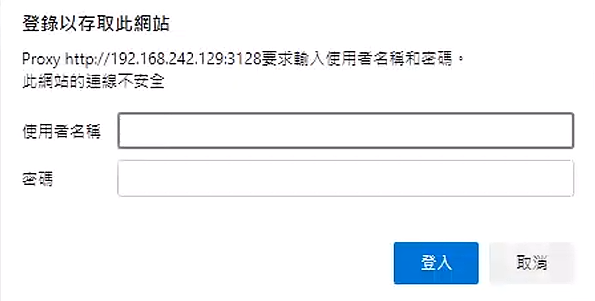 登錄以存取此網站
Proxy http://192.168.242.129:3128要求輸入使用者名稱和密碼。
此網站的連線不安全
使用者名稱
密碼
登入
取消